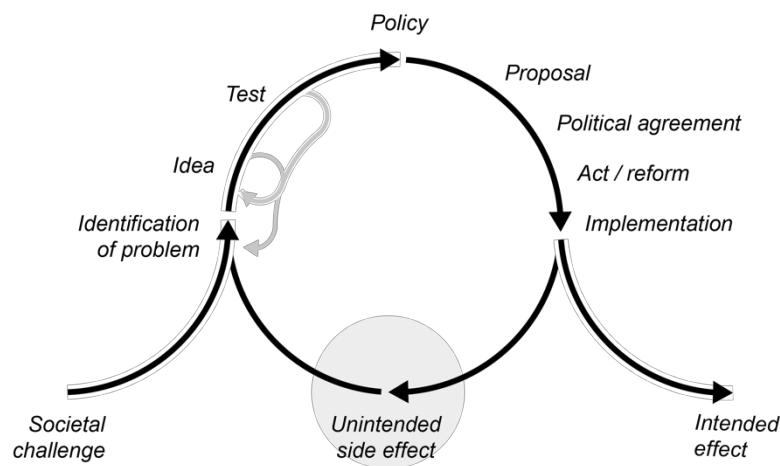 Policy
Test
Proposal
Political agreement
Idea
Act / reform
Identification
of problem
Implementation
Societal
challenge
Unintended
side effect
Intended
effect